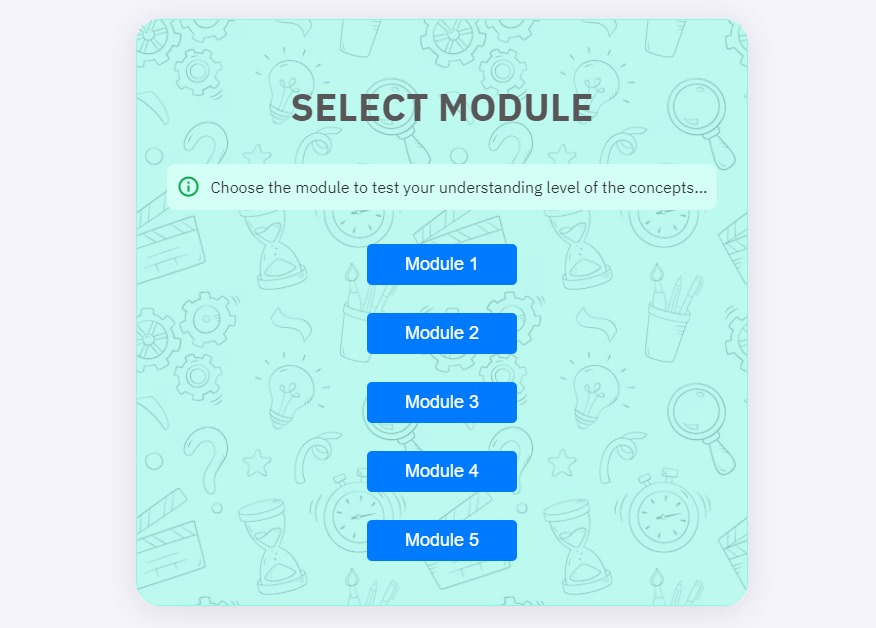 SELECT MODULE
Choose the module to test your understanding level of the concepts...
Module 1
Module 2
Module 3
Module 4
Module 5